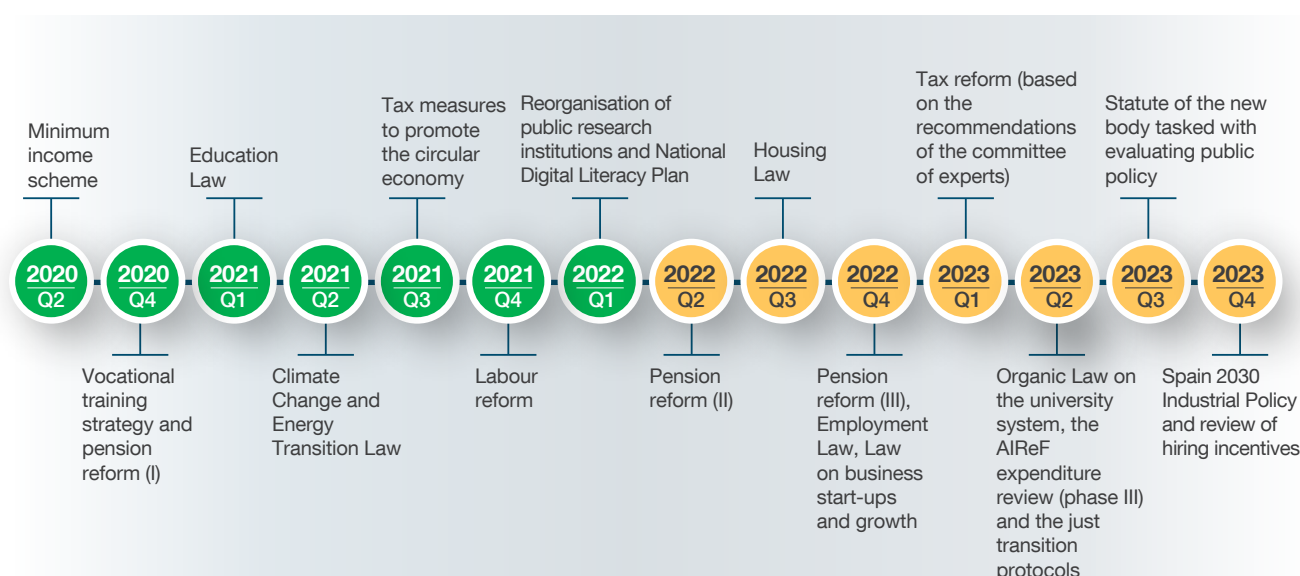 Minimum
income
scheme
Education
Law
Tax measures
to promote
the circular
economy
Reorganisation of
public research
institutions and National
Digital Literacy Plan
Housing
Law
Tax reform (based
on the
recommendations
of the committee
of experts)
Statute of the new
body tasked with
evaluating public
policy
2020
Q2
2020
Q4
2021
Q1
2021
Q2
2021
Q3
2021
Q4
2022
Q1
2022
Q2
2022
Q3
2022
Q4
2023
Q1
2023
Q2
2023
Q3
2023
Q4
Vocational
training
strategy and
pension
reform (I)
Climate
Change and
Energy
Transition Law
Labour
reform
Pension
reform (II)
Pension
reform (III),
Employment
Law, Law
on business
start-ups
and growth
Organic Law on
the university
system, the
AIReF
expenditure
review (phase III)
and the just
transition
protocols
Spain 2030
Industrial Policy
and review of
hiring incentives